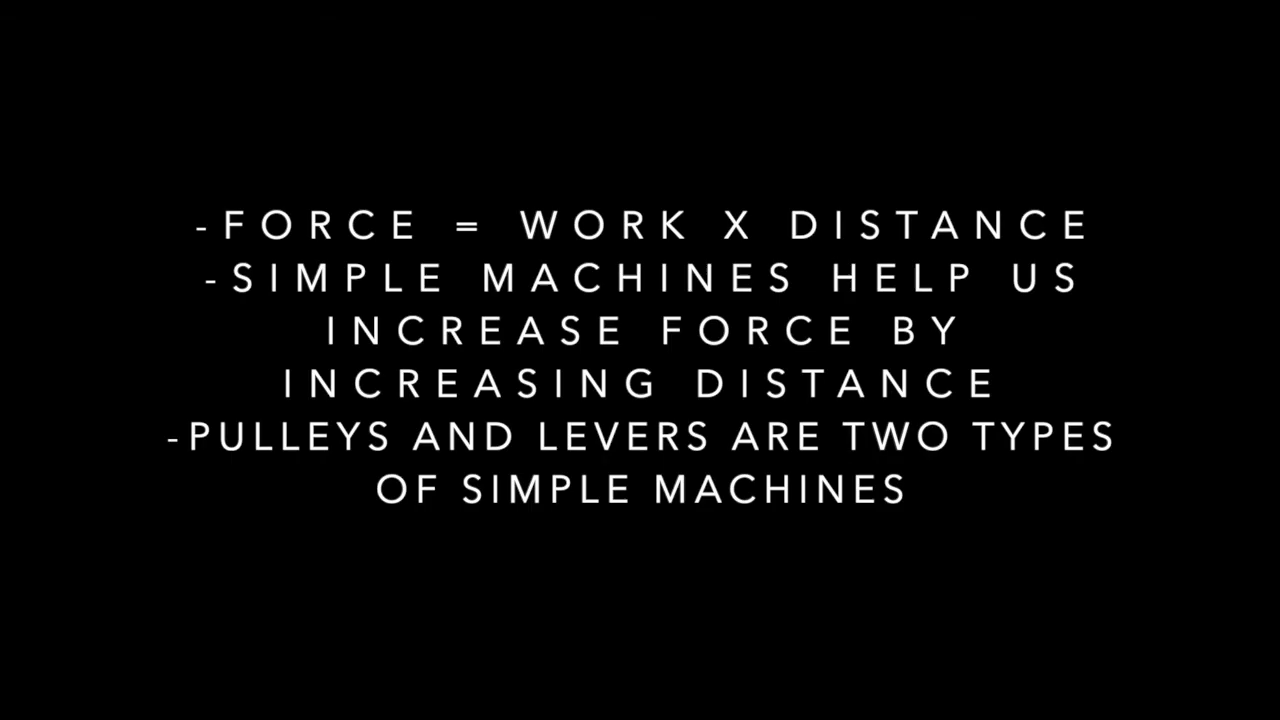 -FORCE = WORK X DISTANCE
-SIMPLE MACHINES HELP US
INCREASE FORCE BY
INCREASING DISTANCE
-PULLEYS AND LEVERS ARE TWO TYPES
OF SIMPLE MACHINES